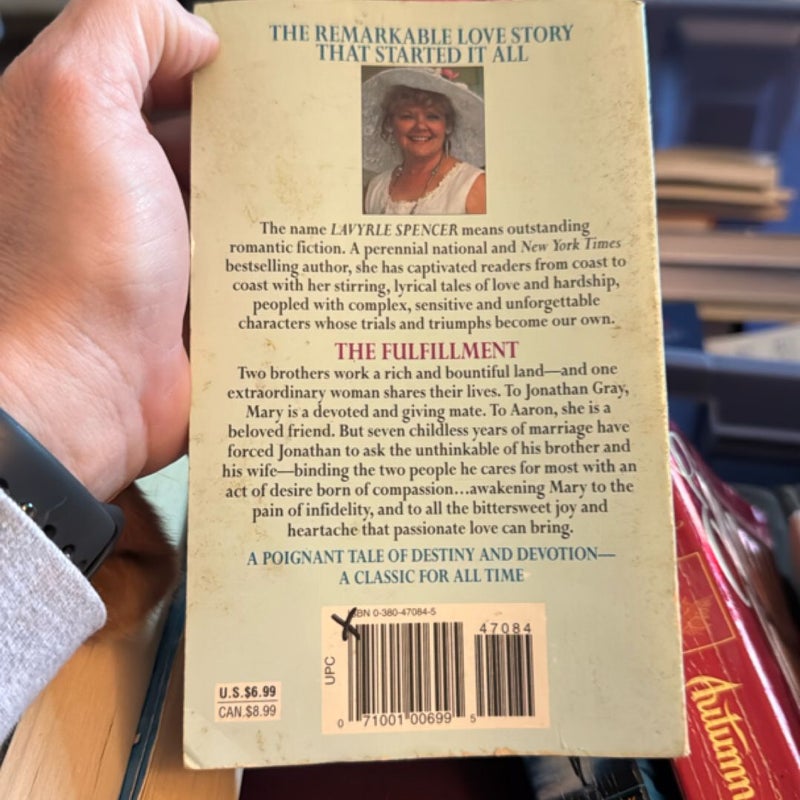 THE REMARKABLE LOVE STORY
THAT STARTED IT ALL
The name LAVYRLE SPENCER means outstanding
romantic fiction. A perennial national and New York Times
bestselling author, she has captivated readers from coast to
coast with her stirring, lyrical tales of love and hardship,
peopled with complex, sensitive and unforgettable
characters whose trials and triumphs become our own.
THE FULFILLMENT
Two brothers work a rich and bountiful land—and one
extraordinary woman shares their lives. To Jonathan Gray,
Mary is a devoted and giving mate. To Aaron, she is a
beloved friend. But seven childless years of marriage have
forced Jonathan to ask the unthinkable of his brother and
his wife—binding the two people he cares for most with an
act of desire born of compassion...awakening Mary to the
pain of infidelity, and to all the bittersweet joy and
heartache that passionate love can bring.
A POIGNANT TALE OF DESTINY AND DEVOTION—
A CLASSIC FOR ALL TIME
ISBN 0-380-47084-5
47084
UPC
U.S.$6.99
CAN.$8.99
0 71001 00699 5
Autumn